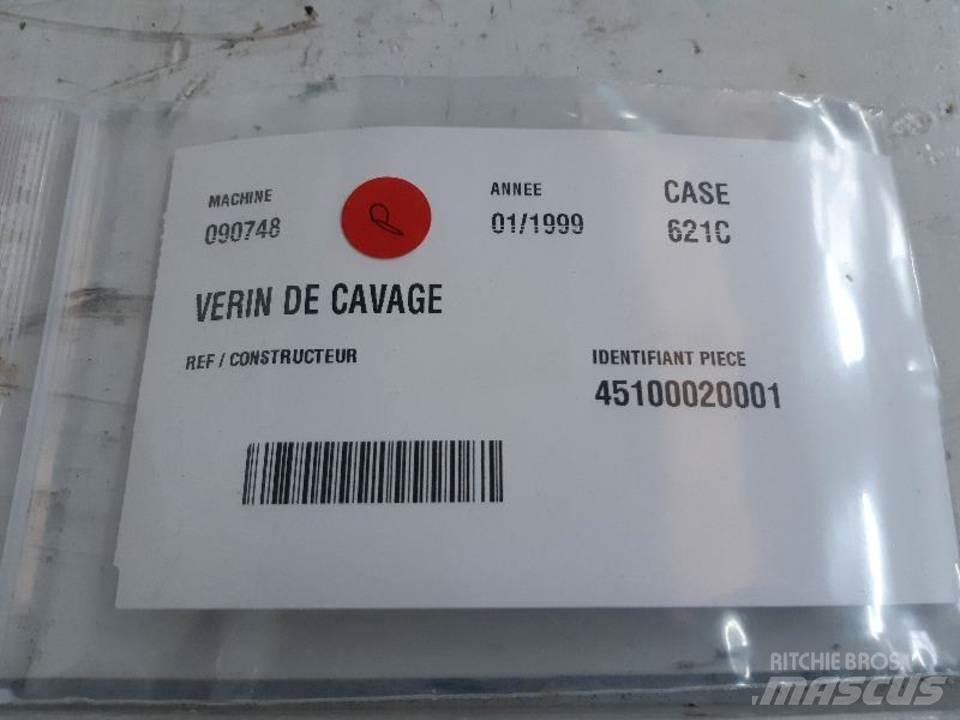 MACHINE
090748
ANNEE
01/1999
CASE
621C
VERIN DE CAVAGE
REF / CONSTRUCTEUR
IDENTIFIANT PIECE
45100020001
RITCHIE BROS.
MASCUS